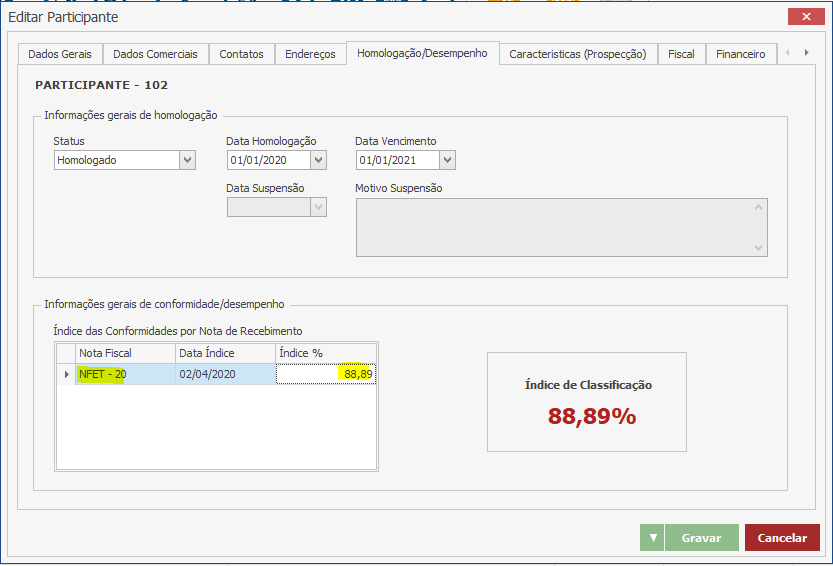 Editar Participante
Dados Gerais Dados Comerciais Contatos Endereços Homologação/Desempenho Características (Prospecção) Fiscal Financeiro
PARTICIPANTE - 102
Informações gerais de homologação
Status Data Homologação Data Vencimento
Homologado 01/01/2020 01/01/2021
Data Suspensão Motivo Suspensão
Informações gerais de conformidade/desempenho
Índice das Conformidades por Nota de Recebimento
Nota Fiscal Data Índice Índice %
NFET - 20 02/04/2020 88,89
Índice de Classificação
88,89%
Gravar Cancelar